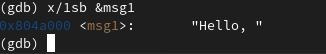 (gdb) x/1sb &msg1
0x804a000 <msg1>:        "Hello, "
(gdb)